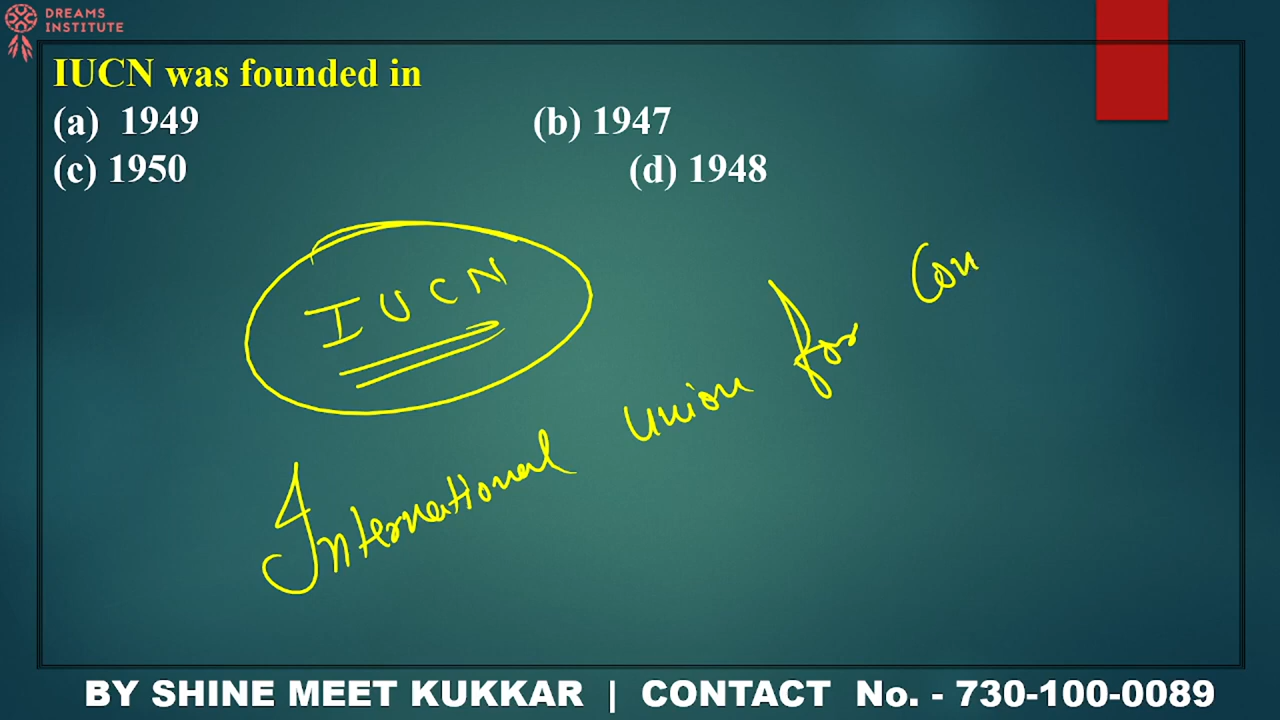 DREAMS
INSTITUTE
IUCN was founded in
(a) 1949 (b) 1947
(c) 1950 (d) 1948
IUCN
International union for con
BY SHINE MEET KUKKAR | CONTACT No. - 730-100-0089